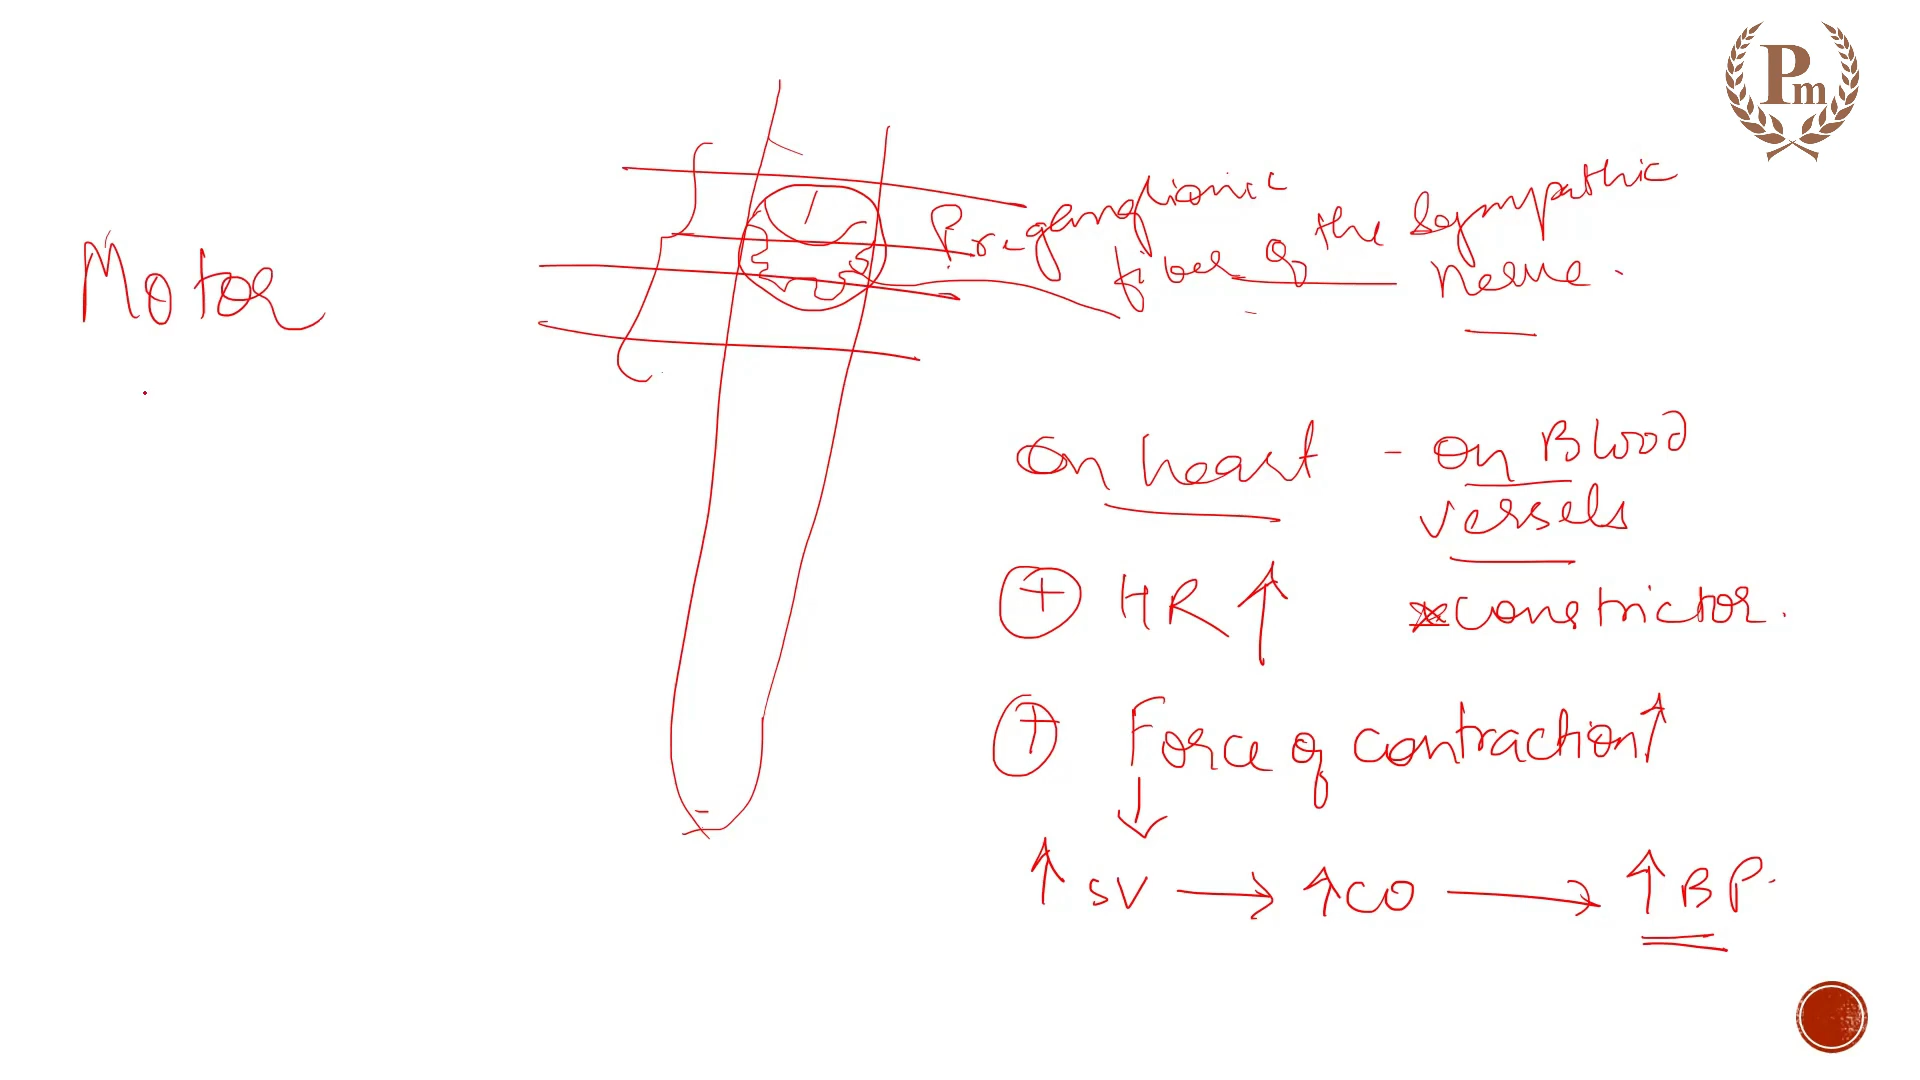 Pm
Motor
Preganglionic
fiber of the Sympathic
nerve.
On heart - On Blood
vessels
+ HR ↑ constrictor.
+ Force of contraction ↑
↓
↑ SV → ↑ CO → ↑ BP.